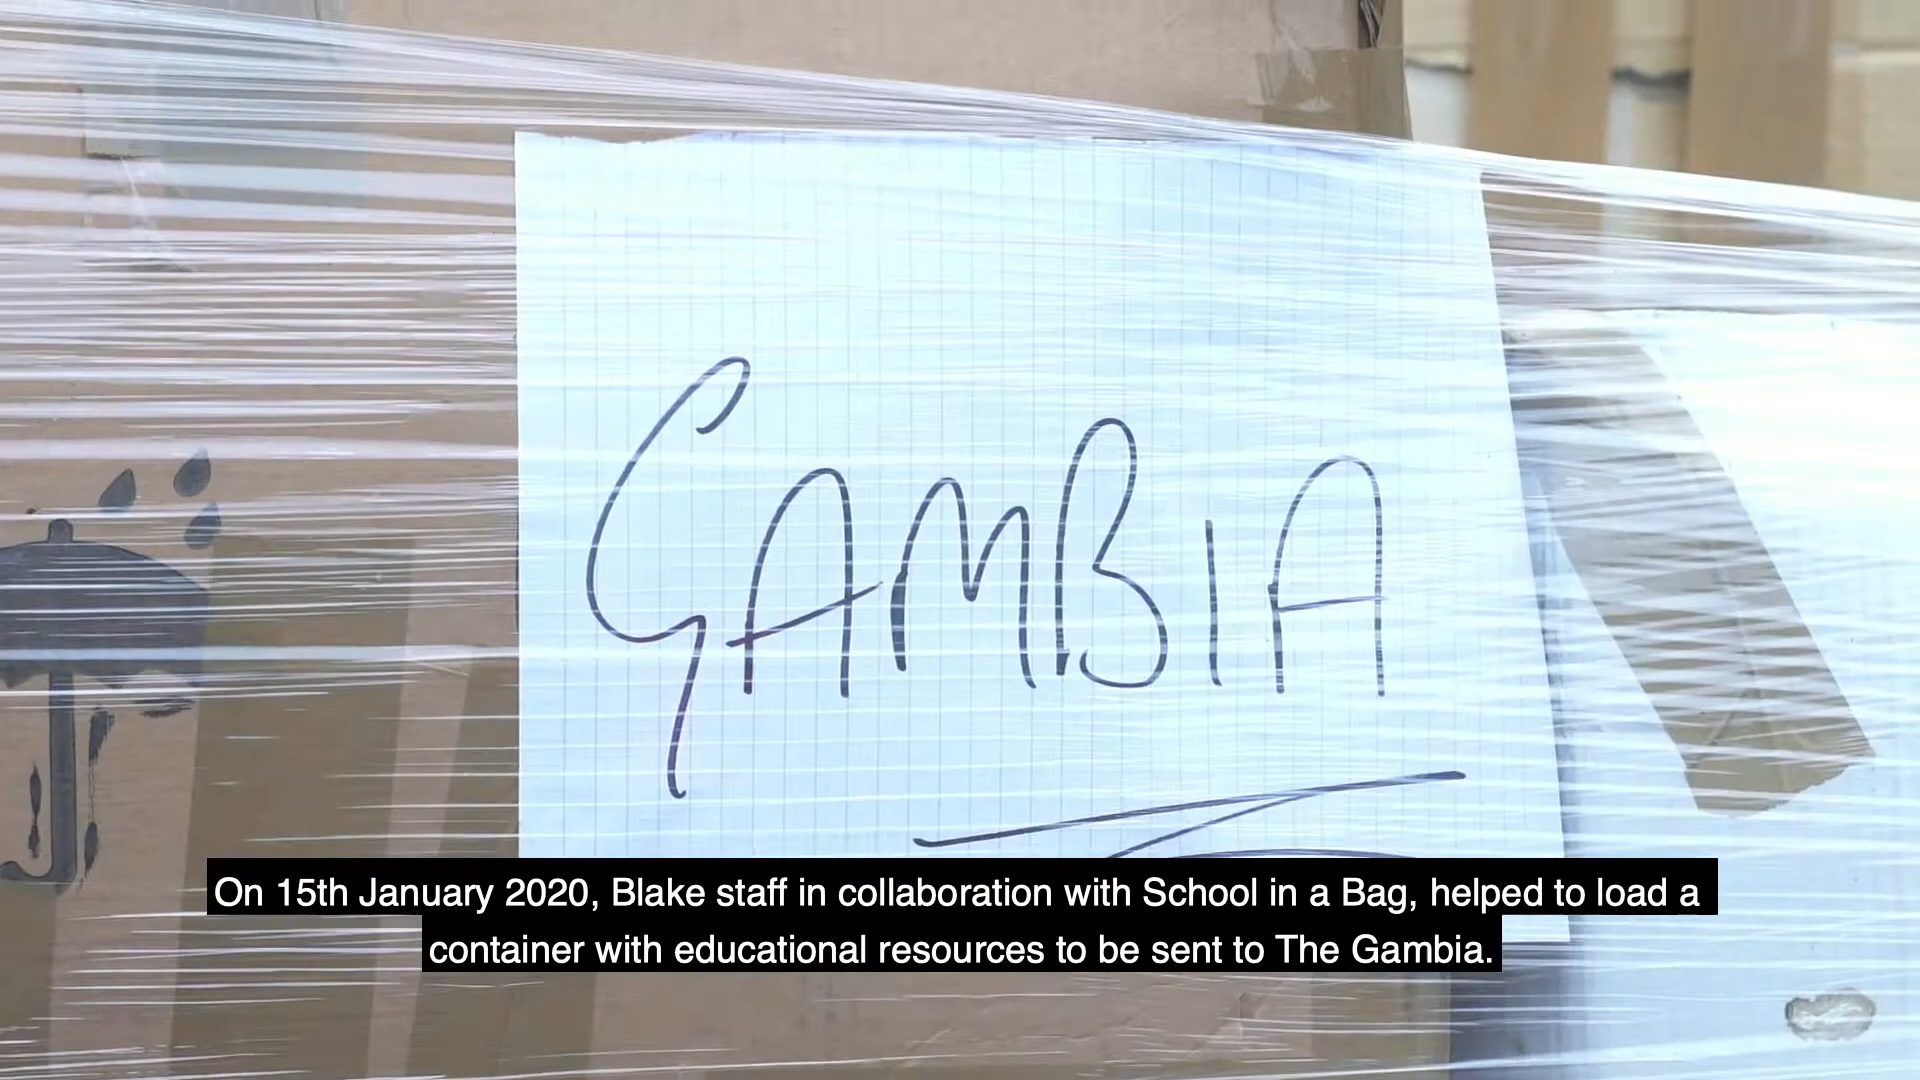 GAMBIA
On 15th January 2020, Blake staff in collaboration with School in a Bag, helped to load a
container with educational resources to be sent to The Gambia.